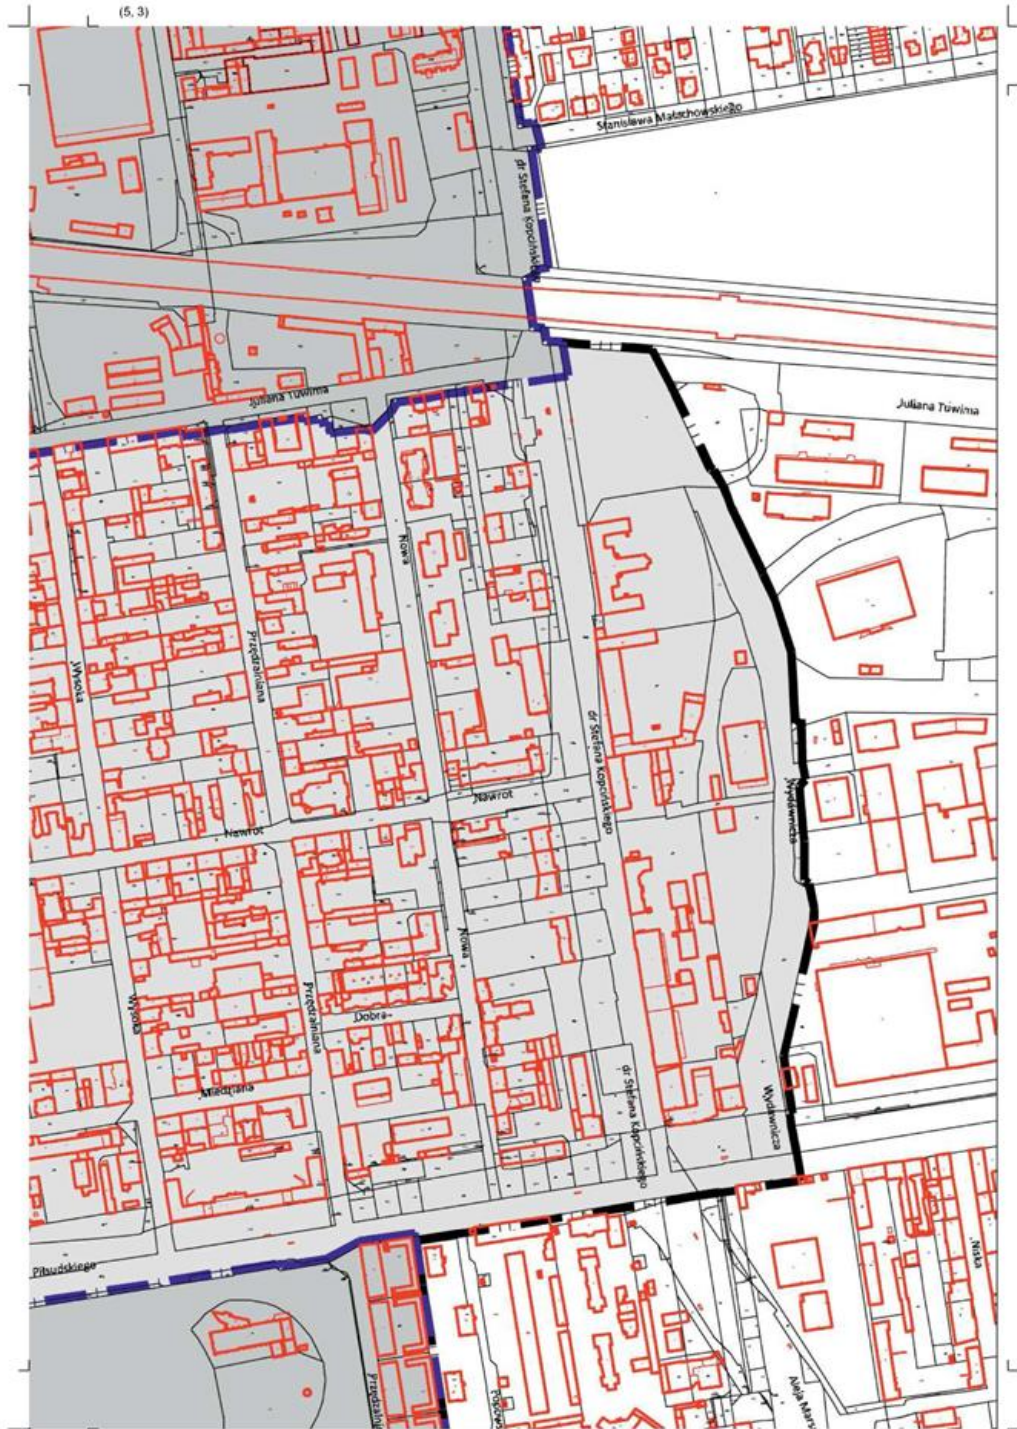 (5, 3)
Stanisława Małachowskiego
dr Stefana Kopcińskiego
Juliana Tuwima
Juliana Tuwima
Nowa
Przędzalniana
Wysoka
dr Stefana Kopcińskiego
Wydawnicza
Nawrot
Nawrot
Nowa
Wysoka
Przędzalniana
Dobra
Miedziana
dr Stefana Kopcińskiego
Wydawnicza
Piłsudskiego
Niska